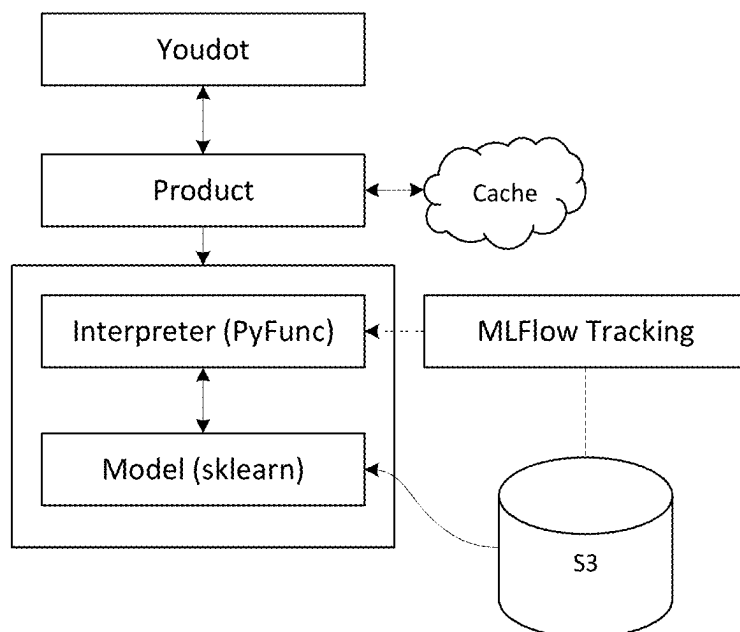 Youdot
Product
Cache
Interpreter (PyFunc)
MLFlow Tracking
Model (sklearn)
S3